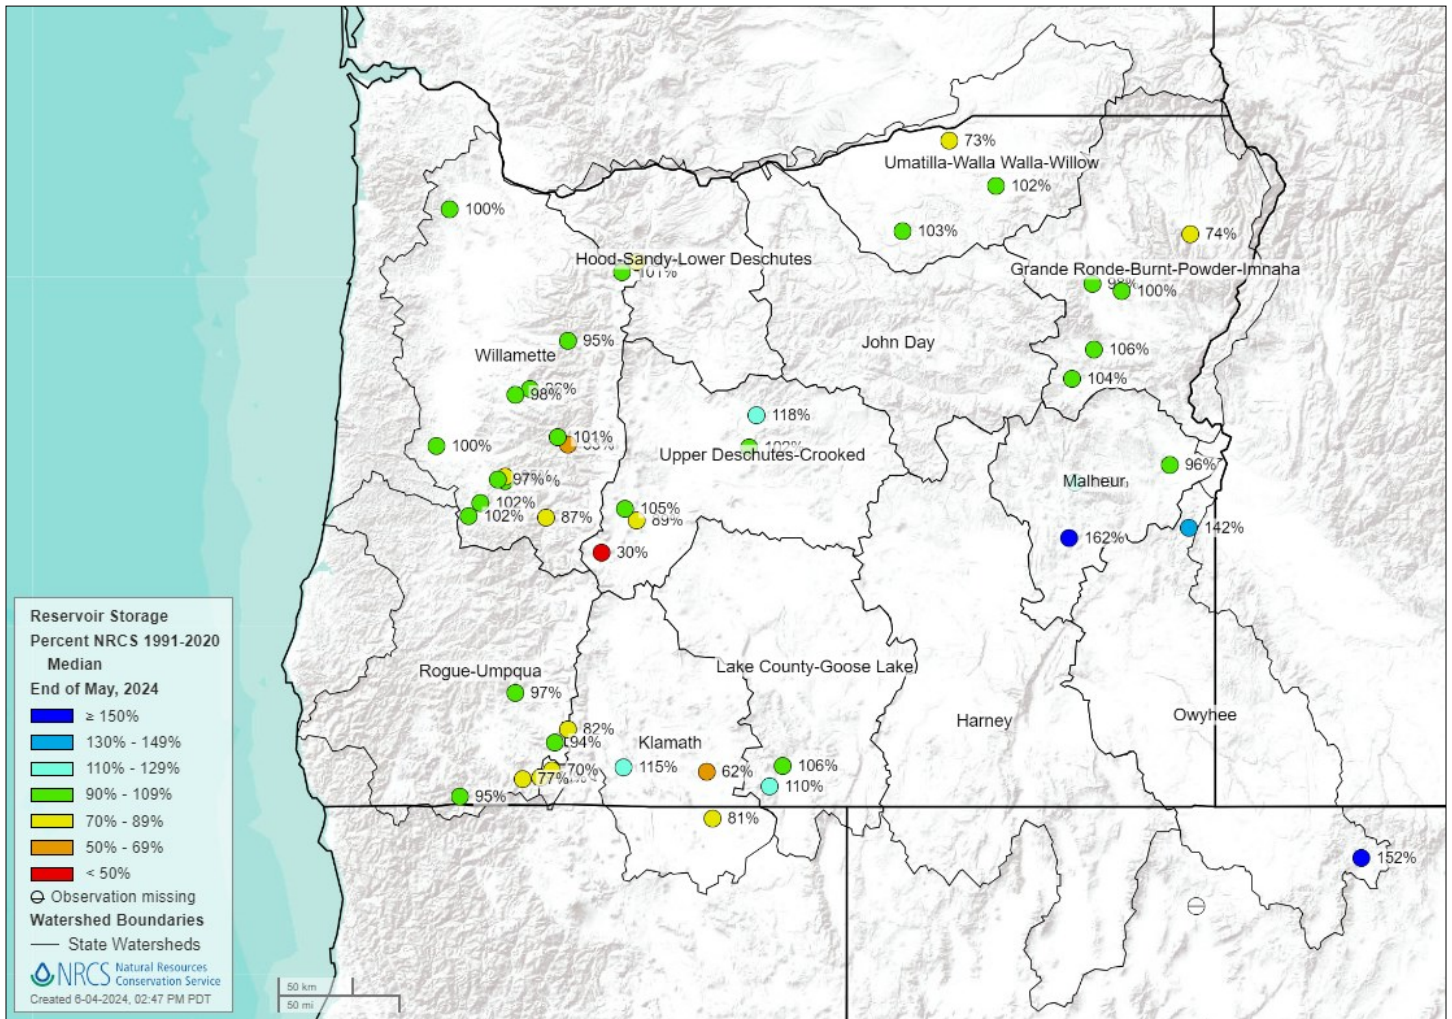 73%
Umatilla-Walla Walla-Willow
102%
100%
103%
74%
Hood-Sandy-Lower Deschutes
101%
Grande Ronde-Burnt-Powder-Imnaha
100%
95%
John Day
106%
Willamette
104%
98%
118%
101%
100%
Upper Deschutes-Crooked
96%
97%
Malheur
102%
105%
102%
87%
89%
142%
162%
30%
Reservoir Storage
Percent NRCS 1991-2020
Median
End of May, 2024
≥ 150%
130% - 149%
110% - 129%
90% - 109%
70% - 89%
50% - 69%
< 50%
Observation missing
Watershed Boundaries
State Watersheds
NRCS Natural Resources
Conservation Service
Created 6-04-2024, 02:47 PM PDT
50 km
50 mi
Rogue-Umpqua
Lake County-Goose Lake
97%
Harney
Owyhee
82%
94%
Klamath
70%
115%
62%
106%
77%
110%
95%
81%
152%